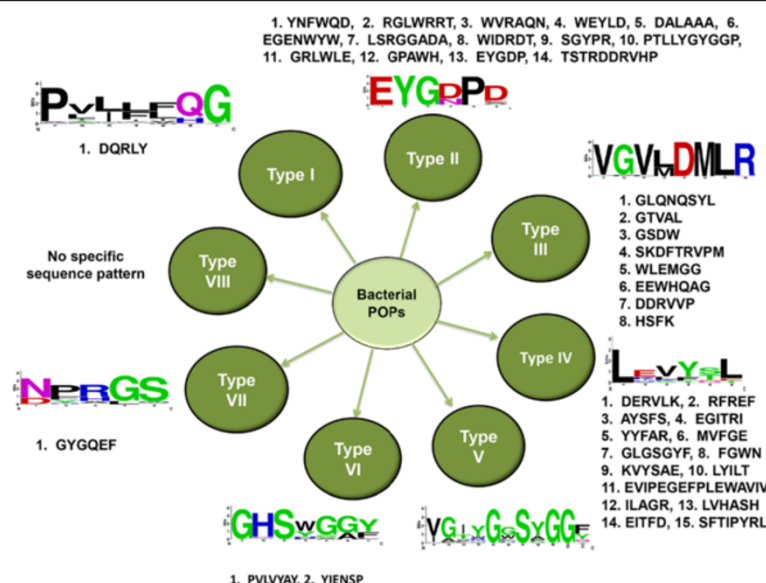 1. YNFWQD, 2. RGLWRRT, 3. WVRAQN, 4. WEYLD, 5. DALAAA, 6.
EGENWYW, 7. LSRGGADA, 8. WIDRDT, 9. SGYPR, 10. PTLLYGYGGP,
11. GRLWLE, 12. GPAWH, 13. EYGDP, 14. TSTRDDRVHP
1. DQRLY
Type I
Type II
VGV DMLR
1. GLQNQSYL
2. GTVAL
3. GSDW
4. SKDFTRVPM
5. WLEMGG
6. EEWHQAG
7. DDRVVP
8. HSFK
Type
III
No specific
sequence pattern
Type
VIII
Bacterial
POPs
Type IV
LEVYSL
1. DERVLK, 2. RFREF
3. AYSFS, 4. EGITRI
5. YYFAR, 6. MVFGE
7. GLGSGYF, 8. FGWN
9. KVYSAE, 10. LYILT
11. EVIPEGEFPLEWAVIV
12. ILAGR, 13. LVHASH
14. EITFD, 15. SFTIPYRL
NPRGS
1. GYGQEF
Type
VII
Type
VI
Type
V
GHSWGGY
1. PVLVYAY, 2. YIENSP